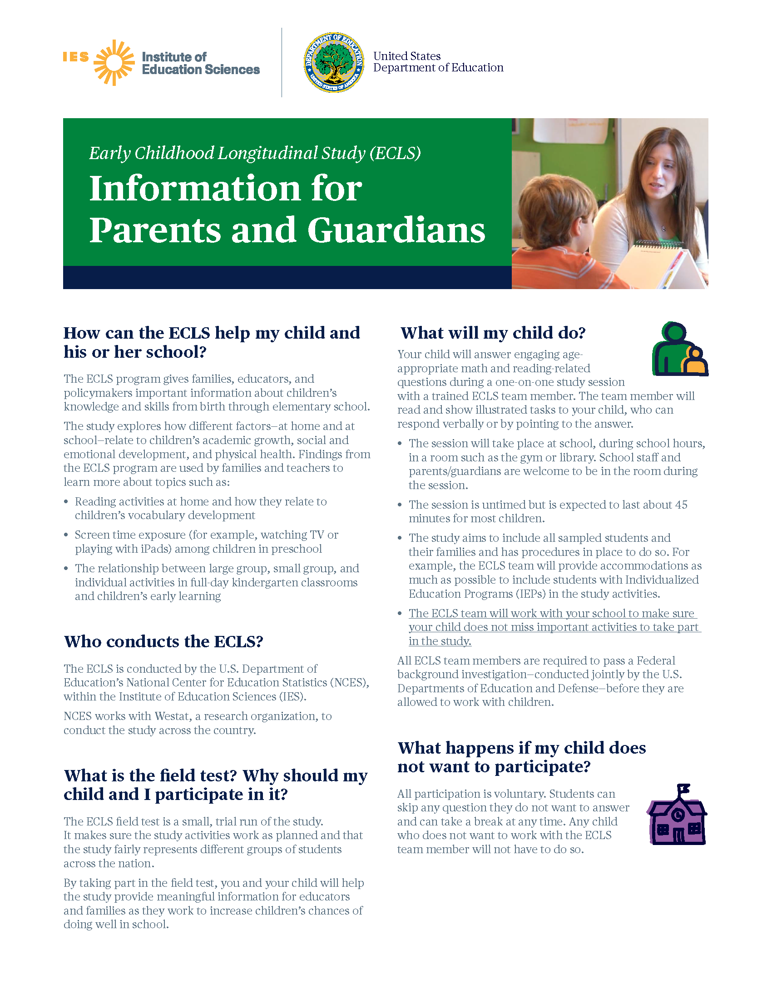 IES
Institute of
Education Sciences
DEPARTMENT OF EDUCATION
UNITED STATES OF AMERICA
United States
Department of Education
Early Childhood Longitudinal Study (ECLS)
Information for
Parents and Guardians
How can the ECLS help my child and
his or her school?
The ECLS program gives families, educators, and
policymakers important information about children’s
knowledge and skills from birth through elementary school.
The study explores how different factors—at home and at
school—relate to children’s academic growth, social and
emotional development, and physical health. Findings from
the ECLS program are used by families and teachers to
learn more about topics such as:
• Reading activities at home and how they relate to
children’s vocabulary development
• Screen time exposure (for example, watching TV or
playing with iPads) among children in preschool
• The relationship between large group, small group, and
individual activities in full-day kindergarten classrooms
and children’s early learning
Who conducts the ECLS?
The ECLS is conducted by the U.S. Department of
Education’s National Center for Education Statistics (NCES),
within the Institute of Education Sciences (IES).
NCES works with Westat, a research organization, to
conduct the study across the country.
What is the field test? Why should my
child and I participate in it?
The ECLS field test is a small, trial run of the study.
It makes sure the study activities work as planned and that
the study fairly represents different groups of students
across the nation.
By taking part in the field test, you and your child will help
the study provide meaningful information for educators
and families as they work to increase children’s chances of
doing well in school.
What will my child do?
Your child will answer engaging age-
appropriate math and reading-related
questions during a one-on-one study session
with a trained ECLS team member. The team member will
read and show illustrated tasks to your child, who can
respond verbally or by pointing to the answer.
• The session will take place at school, during school hours,
in a room such as the gym or library. School staff and
parents/guardians are welcome to be in the room during
the session.
• The session is untimed but is expected to last about 45
minutes for most children.
• The study aims to include all sampled students and
their families and has procedures in place to do so. For
example, the ECLS team will provide accommodations as
much as possible to include students with Individualized
Education Programs (IEPs) in the study activities.
• The ECLS team will work with your school to make sure
your child does not miss important activities to take part
in the study.
All ECLS team members are required to pass a Federal
background investigation—conducted jointly by the U.S.
Departments of Education and Defense—before they are
allowed to work with children.
What happens if my child does
not want to participate?
All participation is voluntary. Students can
skip any question they do not want to answer
and can take a break at any time. Any child
who does not want to work with the ECLS
team member will not have to do so.